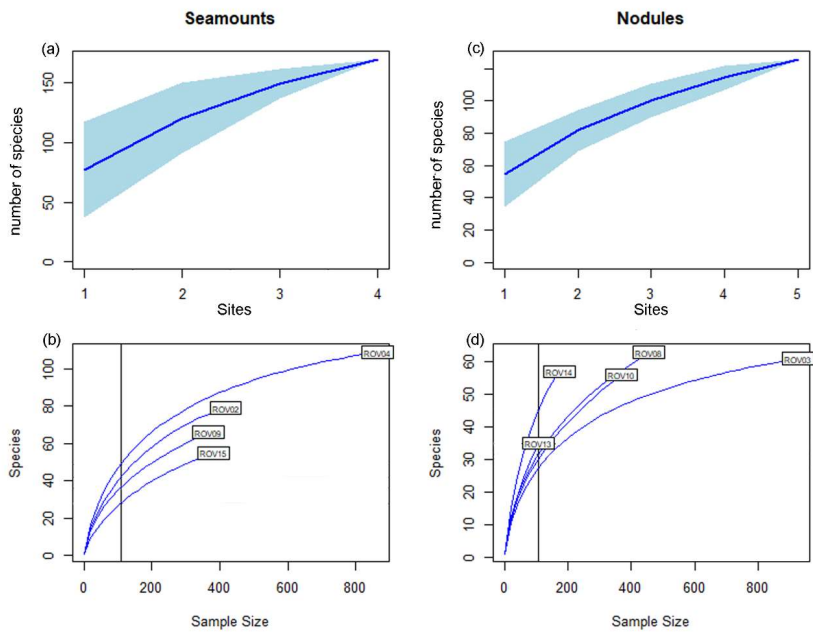 Seamounts
Nodules
(a)
number of species
0
50
100
150
1
2
3
4
Sites
(c)
number of species
0
20
40
60
80
100
1
2
3
4
5
Sites
(b)
Species
0
20
40
60
80
100
0
200
400
600
800
Sample Size
ROV04
ROV02
ROV09
ROV15
(d)
Species
0
10
20
30
40
50
60
0
200
400
600
800
Sample Size
ROV14
ROV08
ROV10
ROV03
ROV13